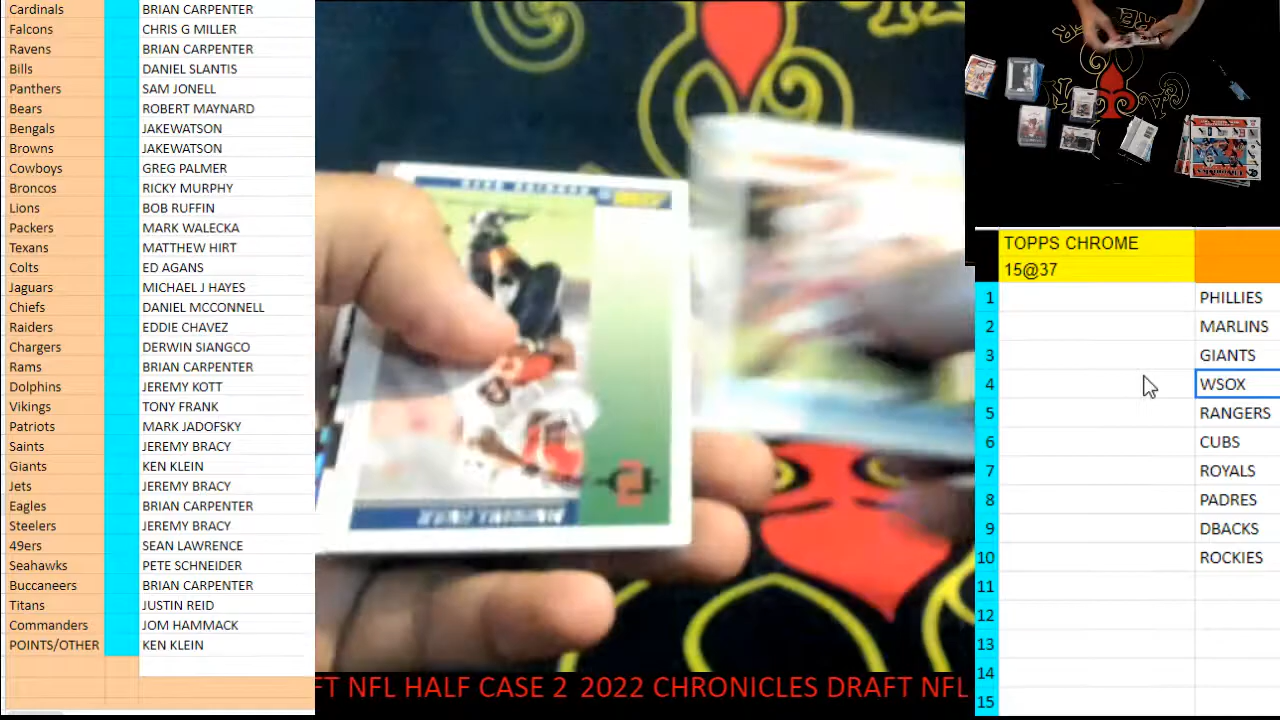 Cardinals BRIAN CARPENTER
Falcons CHRIS G MILLER
Ravens BRIAN CARPENTER
Bills DANIEL SLANTIS
Panthers SAM JONELL
Bears ROBERT MAYNARD
Bengals JAKEWATSON
Browns JAKEWATSON
Cowboys GREG PALMER
Broncos RICKY MURPHY
Lions BOB RUFFIN
Packers MARK WALECKA
Texans MATTHEW HIRT
Colts ED AGANS
Jaguars MICHAEL J HAYES
Chiefs DANIEL MCCONNELL
Raiders EDDIE CHAVEZ
Chargers DERWIN SIANGCO
Rams BRIAN CARPENTER
Dolphins JEREMY KOTT
Vikings TONY FRANK
Patriots MARK JADOFSKY
Saints JEREMY BRACY
Giants KEN KLEIN
Jets JEREMY BRACY
Eagles BRIAN CARPENTER
Steelers JEREMY BRACY
49ers SEAN LAWRENCE
Seahawks PETE SCHNEIDER
Buccaneers BRIAN CARPENTER
Titans JUSTIN REID
Commanders JOM HAMMACK
POINTS/OTHER KEN KLEIN
FT NFL HALF CASE 2 2022 CHRONICLES DRAFT NFL
TOPPS CHROME
15@37
1 PHILLIES
2 MARLINS
3 GIANTS
4 WSOX
5 RANGERS
6 CUBS
7 ROYALS
8 PADRES
9 DBACKS
10 ROCKIES
11
12
13
14
15